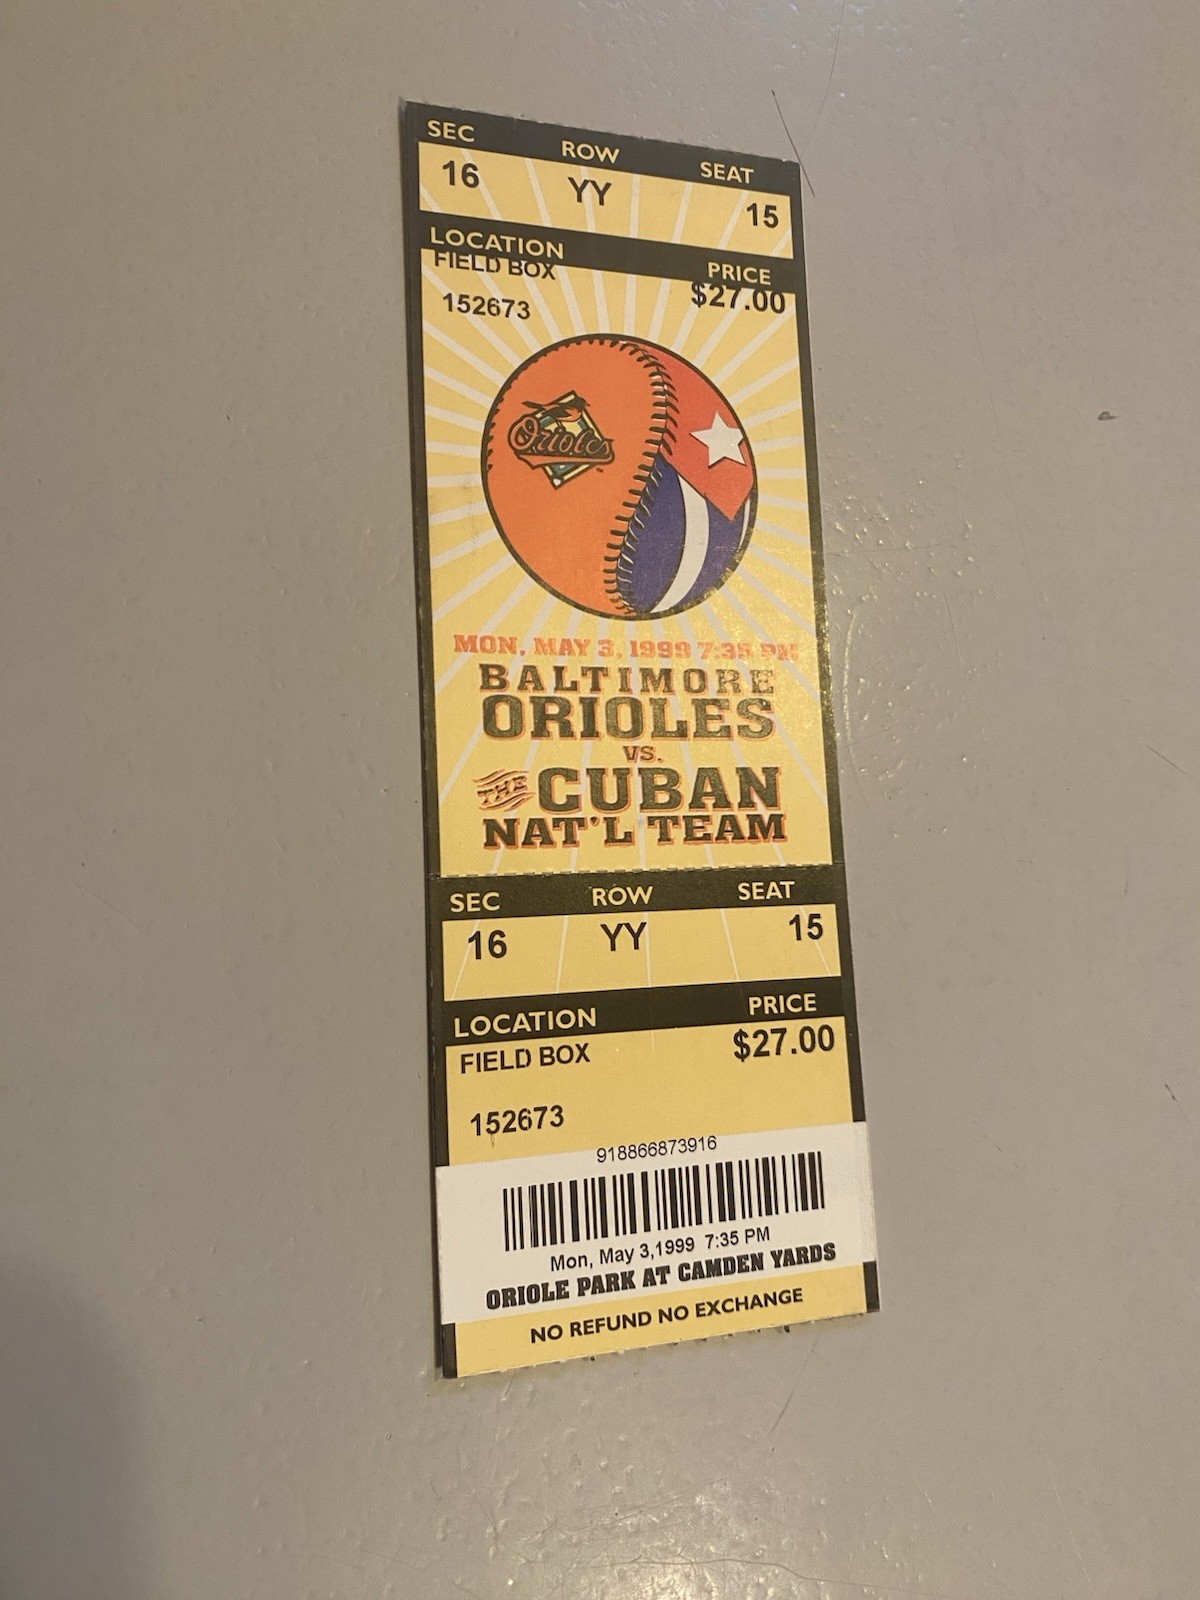 SEC ROW SEAT
16 YY 15
LOCATION PRICE
FIELD BOX $27.00
152673
Orioles
MON, MAY 3, 1999 7:35 PM
BALTIMORE
ORIOLES
VS.
THE CUBAN
NAT'L TEAM
SEC ROW SEAT
16 YY 15
LOCATION PRICE
FIELD BOX $27.00
152673
918866873916
Mon, May 3,1999 7:35 PM
ORIOLE PARK AT CAMDEN YARDS
NO REFUND NO EXCHANGE